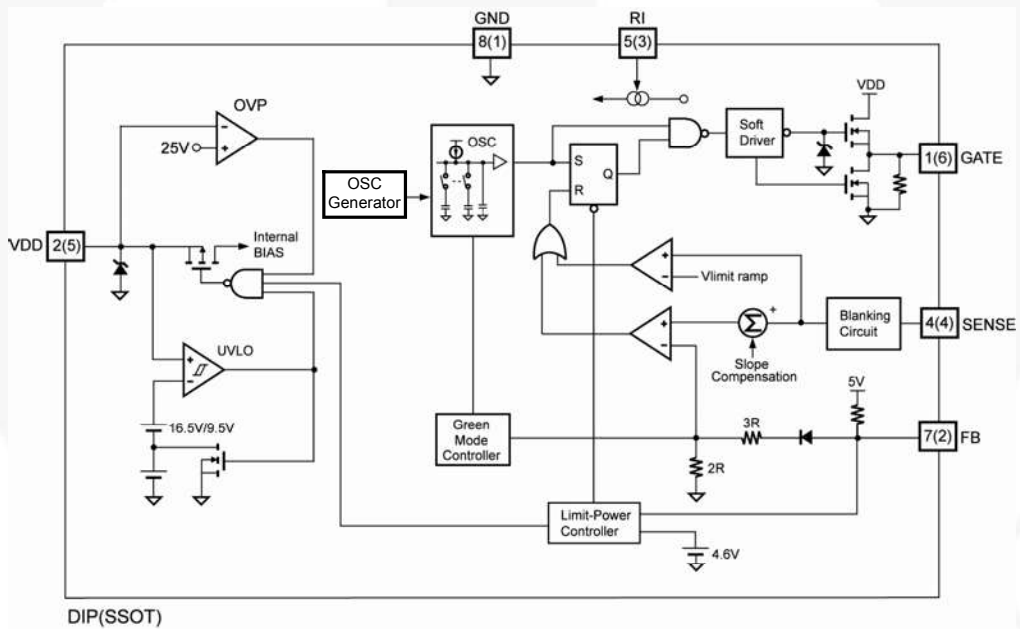 GND
8(1)
RI
5(3)
OVP
25V
VDD 2(5)
Internal
BIAS
UVLO
16.5V/9.5V
OSC
Generator
OSC
S
R
Q
Soft
Driver
VDD
1(6) GATE
Vlimit ramp
Σ
+
Slope
Compensation
Blanking
Circuit
4(4) SENSE
5V
3R
7(2) FB
2R
Green
Mode
Controller
Limit-Power
Controller
4.6V
DIP(SSOT)